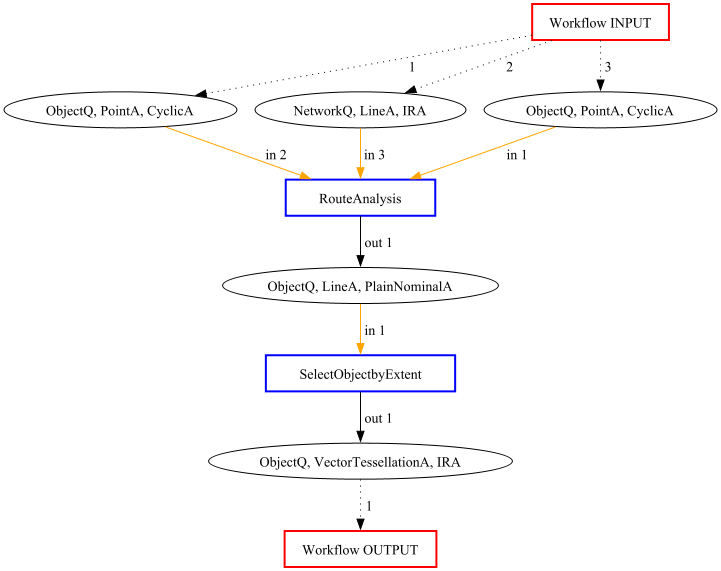 Workflow INPUT
1
2
3
ObjectQ, PointA, CyclicA
NetworkQ, LineA, IRA
ObjectQ, PointA, CyclicA
in 2
in 3
in 1
RouteAnalysis
out 1
ObjectQ, LineA, PlainNominalA
in 1
SelectObjectbyExtent
out 1
ObjectQ, VectorTessellationA, IRA
1
Workflow OUTPUT